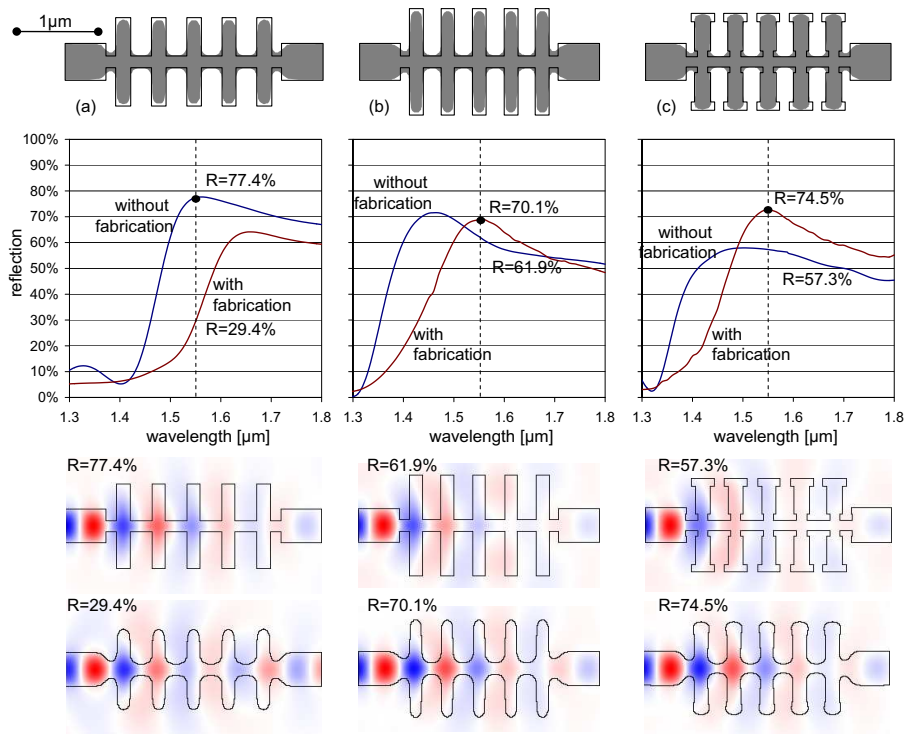 1μm
(a)
(b)
(c)
100%
90%
80%
70%
60%
50%
40%
30%
20%
10%
0%
reflection
R=77.4%
without
fabrication
with
fabrication
R=29.4%
1.3
1.4
1.5
1.6
1.7
1.8
wavelength [μm]
without
fabrication
R=70.1%
R=61.9%
with
fabrication
1.3
1.4
1.5
1.6
1.7
1.8
wavelength [μm]
R=74.5%
without
fabrication
R=57.3%
with
fabrication
1.3
1.4
1.5
1.6
1.7
1.8
wavelength [μm]
R=77.4%
R=61.9%
R=57.3%
R=29.4%
R=70.1%
R=74.5%